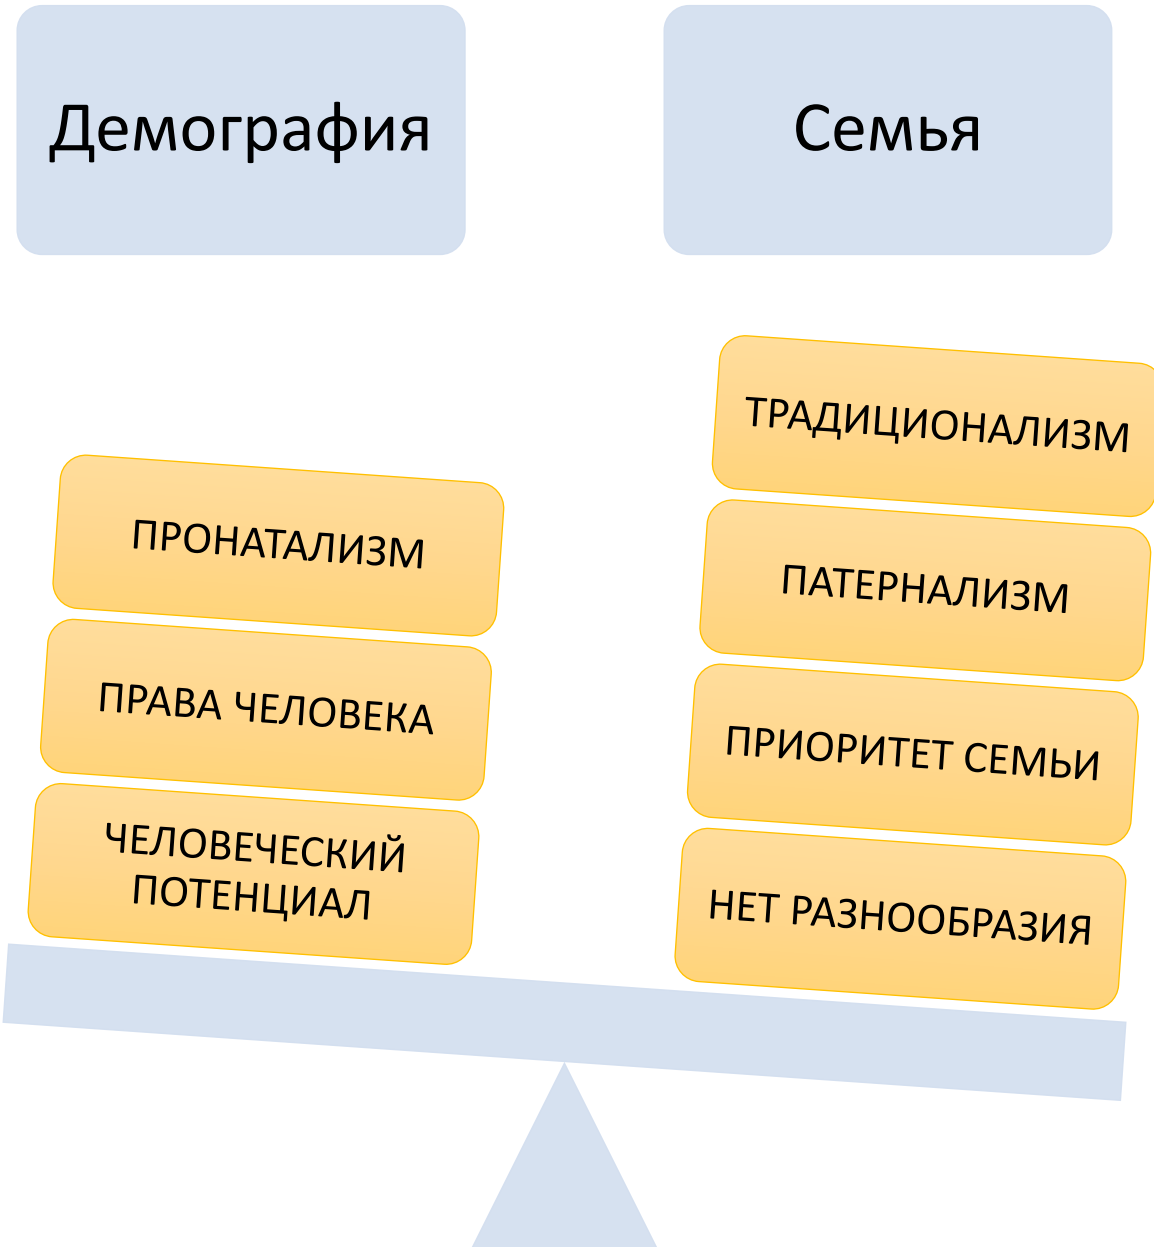 Демография
Семья
ТРАДИЦИОНАЛИЗМ
ПРОНАТАЛИЗМ
ПАТЕРНАЛИЗМ
ПРАВА ЧЕЛОВЕКА
ПРИОРИТЕТ СЕМЬИ
ЧЕЛОВЕЧЕСКИЙ
ПОТЕНЦИАЛ
НЕТ РАЗНООБРАЗИЯ